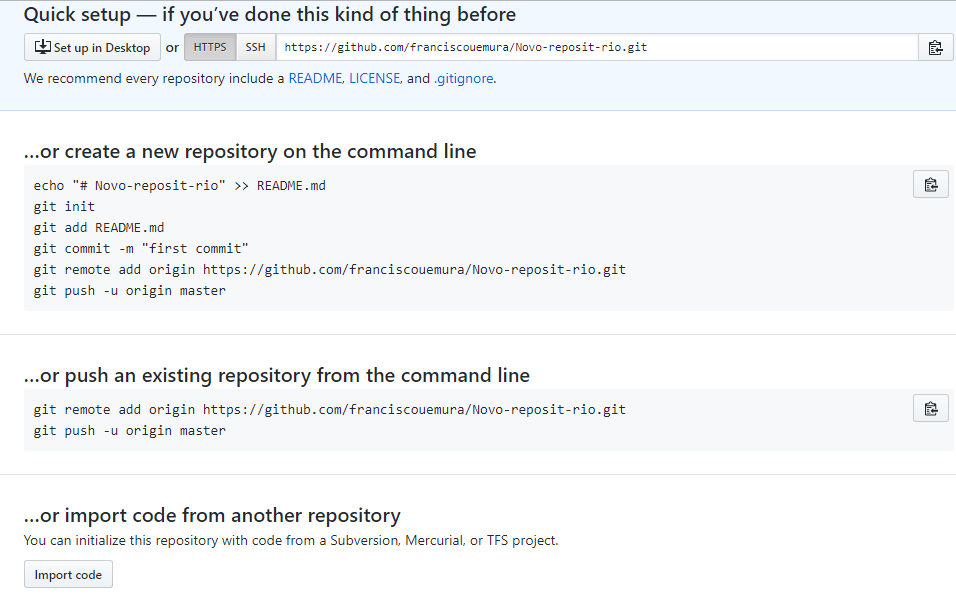 Quick setup — if you’ve done this kind of thing before
Set up in Desktop or HTTPS SSH https://github.com/franciscouemura/Novo-reposit-rio.git
We recommend every repository include a README, LICENSE, and .gitignore.
…or create a new repository on the command line
echo "# Novo-reposit-rio" >> README.md
git init
git add README.md
git commit -m "first commit"
git remote add origin https://github.com/franciscouemura/Novo-reposit-rio.git
git push -u origin master
…or push an existing repository from the command line
git remote add origin https://github.com/franciscouemura/Novo-reposit-rio.git
git push -u origin master
…or import code from another repository
You can initialize this repository with code from a Subversion, Mercurial, or TFS project.
Import code